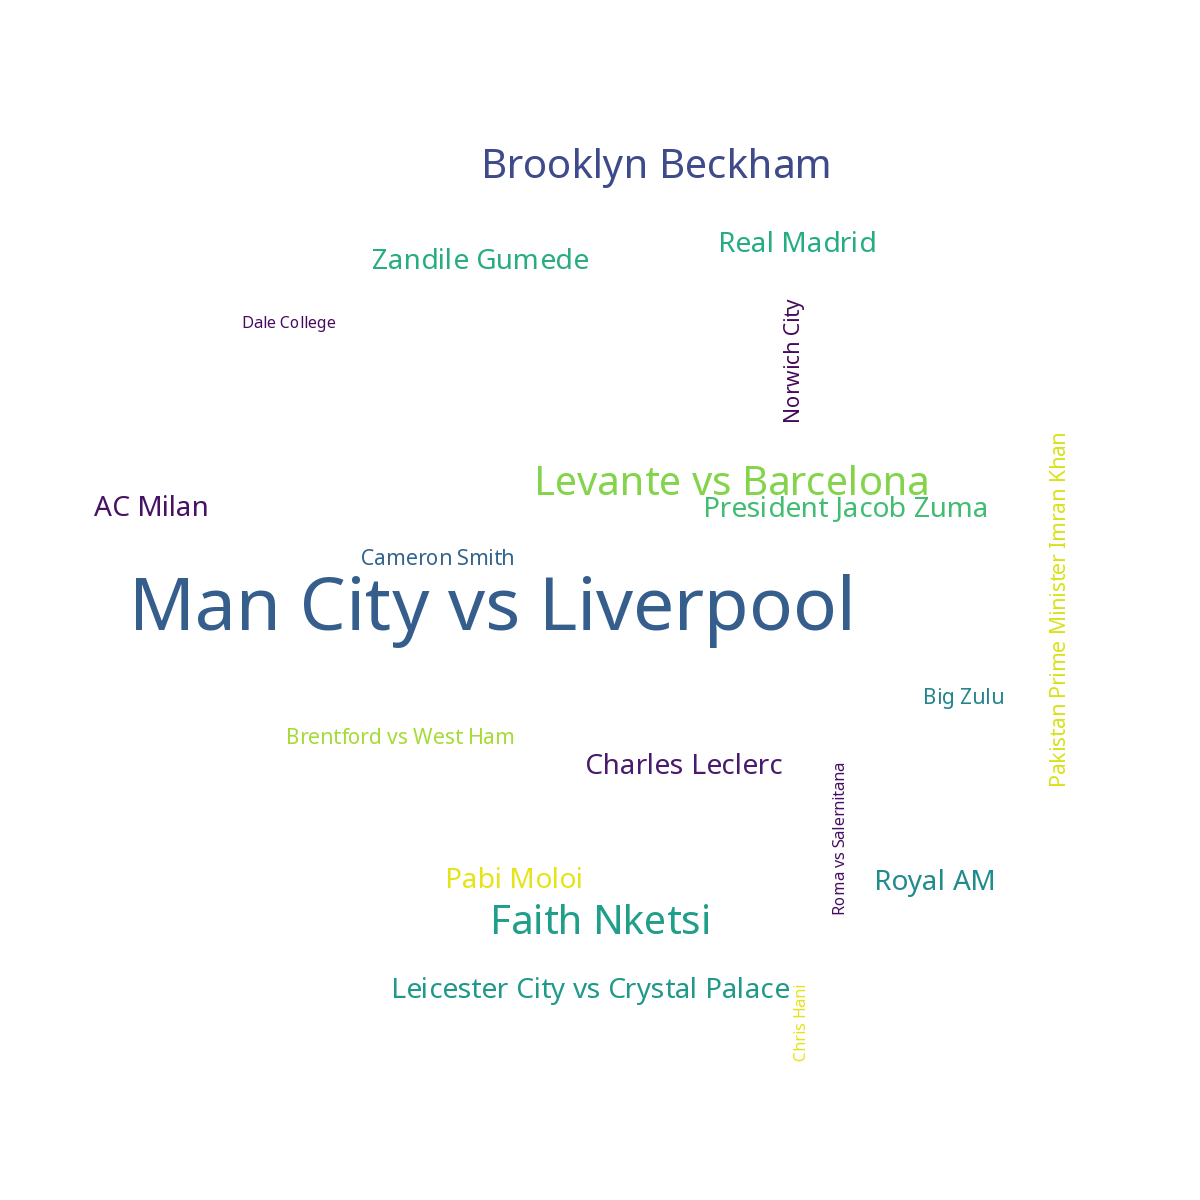 Brooklyn Beckham
Real Madrid
Zandile Gumede
Dale College
Norwich City
Levante vs Barcelona
AC Milan
President Jacob Zuma
Cameron Smith
Man City vs Liverpool
Pakistan Prime Minister Imran Khan
Big Zulu
Brentford vs West Ham
Charles Leclerc
Roma vs Salernitana
Pabi Moloi
Royal AM
Faith Nketsi
Leicester City vs Crystal Palace
Chris Hani